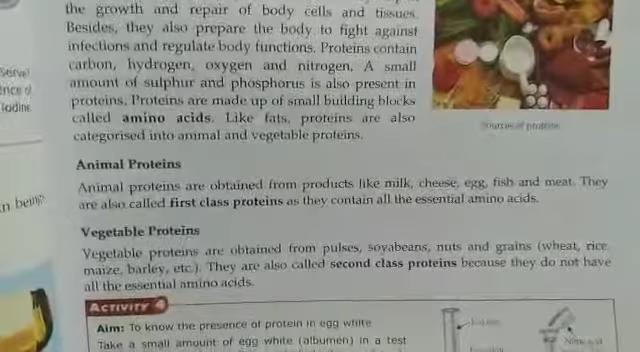 the growth and repair of body cells and tissues.
Besides, they also prepare the body to fight against
infections and regulate body functions. Proteins contain
carbon, hydrogen, oxygen and nitrogen. A small
amount of sulphur and phosphorus is also present in
proteins. Proteins are made up of small building blocks
called amino acids. Like fats, proteins are also
categorised into animal and vegetable proteins.
Sources of proteins
Animal Proteins
Animal proteins are obtained from products like milk, cheese, egg, fish and meat. They
are also called first class proteins as they contain all the essential amino acids.
Vegetable Proteins
Vegetable proteins are obtained from pulses, soyabeans, nuts and grains (wheat, rice
maize, barley, etc.). They are also called second class proteins because they do not have
all the essential amino acids.
Activity 4
Aim: To know the presence of protein in egg white
Take a small amount of egg white (albumen) in a test
Nitric acid
Iodine
being